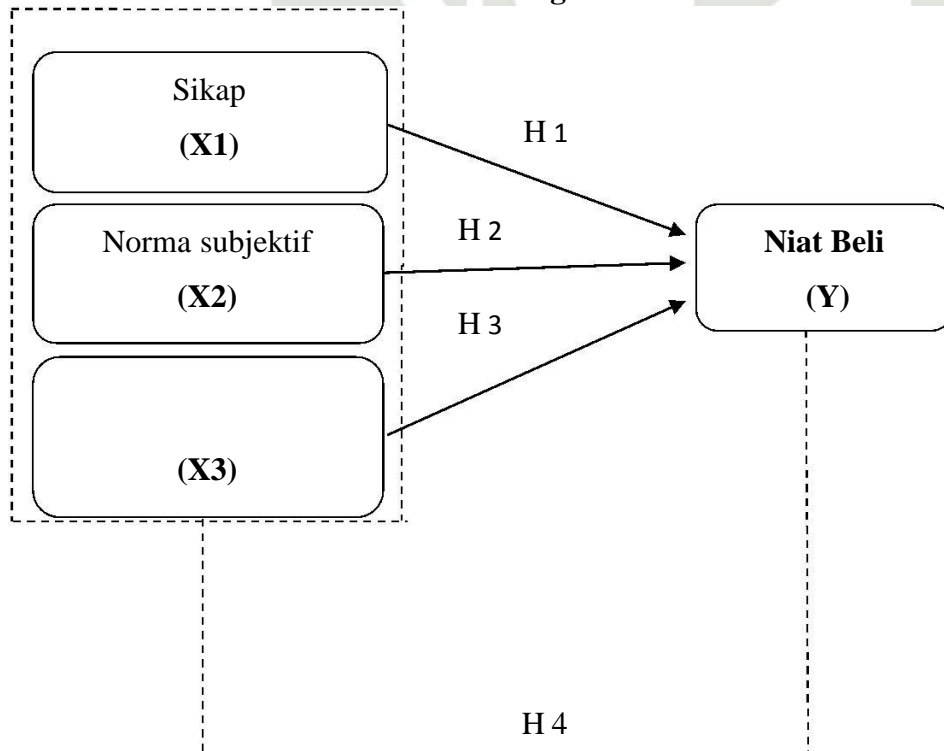 Sikap
(X1)
H 1
Norma subjektif
(X2)
H 2
Niat Beli
(Y)
H 3
(X3)
H 4